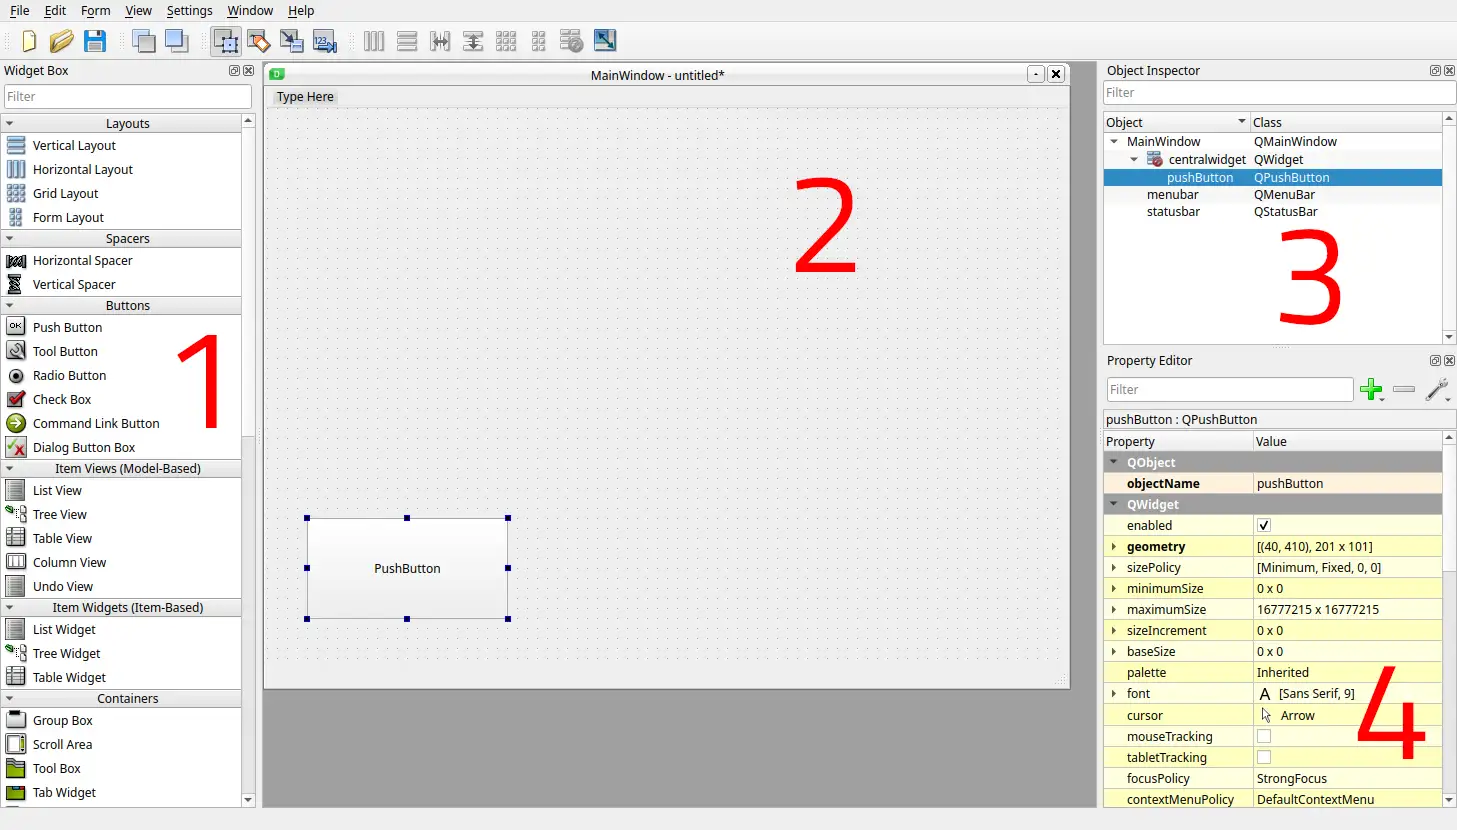 File Edit Form View Settings Window Help
Widget Box
Filter
Layouts
Vertical Layout
Horizontal Layout
Grid Layout
Form Layout
Spacers
Horizontal Spacer
Vertical Spacer
Buttons
OK Push Button
Tool Button
Radio Button
Check Box
Command Link Button
Dialog Button Box
Item Views (Model-Based)
List View
Tree View
Table View
Column View
Undo View
Item Widgets (Item-Based)
List Widget
Tree Widget
Table Widget
Containers
Group Box
Scroll Area
Tool Box
Tab Widget
1
123
MainWindow - untitled*
Type Here
2
PushButton
Object Inspector
Filter
Object Class
MainWindow QMainWindow
centralwidget QWidget
pushButton QPushButton
menubar QMenuBar
statusbar QStatusBar
3
Property Editor
Filter
pushButton : QPushButton
Property Value
QObject
objectName pushButton
QWidget
enabled
geometry [(40, 410), 201 x 101]
sizePolicy [Minimum, Fixed, 0, 0]
minimumSize 0 x 0
maximumSize 16777215 x 16777215
sizeIncrement 0 x 0
baseSize 0 x 0
palette Inherited
font A [Sans Serif, 9]
cursor Arrow
mouseTracking
tabletTracking
focusPolicy StrongFocus
contextMenuPolicy DefaultContextMenu
4